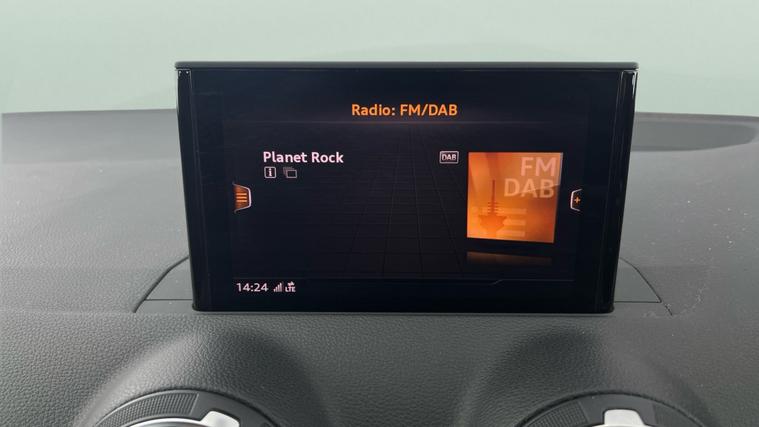 Radio: FM/DAB
Planet Rock
DAB
i
FM
DAB
14:24
LTE